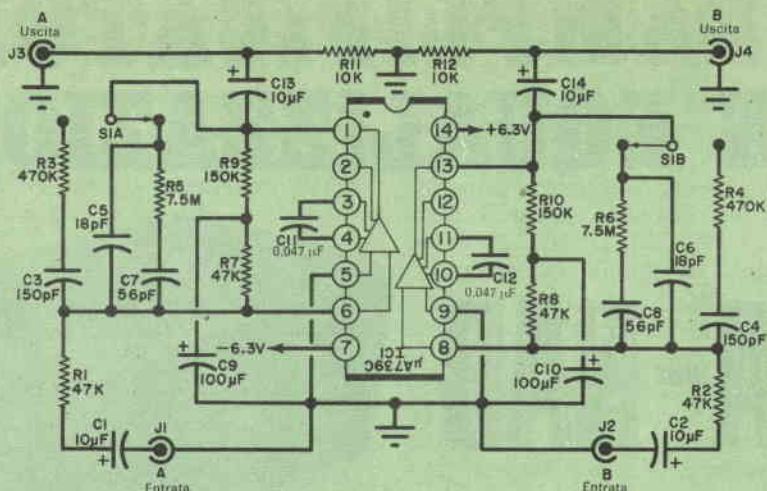 A
Uscita
J3
B
Uscita
J4
R11
10K
R12
10K
C13
10µF
C14
10µF
S1A
S1B
R3
470K
C5
18pF
R5
7.5M
R9
150K
R7
47K
C3
150pF
C7
56pF
C11
0.047 µF
1
2
3
4
5
6
7
14
13
12
11
10
9
8
+6.3V
-6.3V
µA739C
IC1
C12
0.047 µF
R10
150K
R8
47K
R6
7.5M
C6
18pF
R4
470K
C8
56pF
C4
150pF
C9
100µF
C10
100µF
R1
47K
R2
47K
C1
10µF
J1
A
Entrata
J2
B
Entrata
C2
10µF
+
+
+
+
+
+